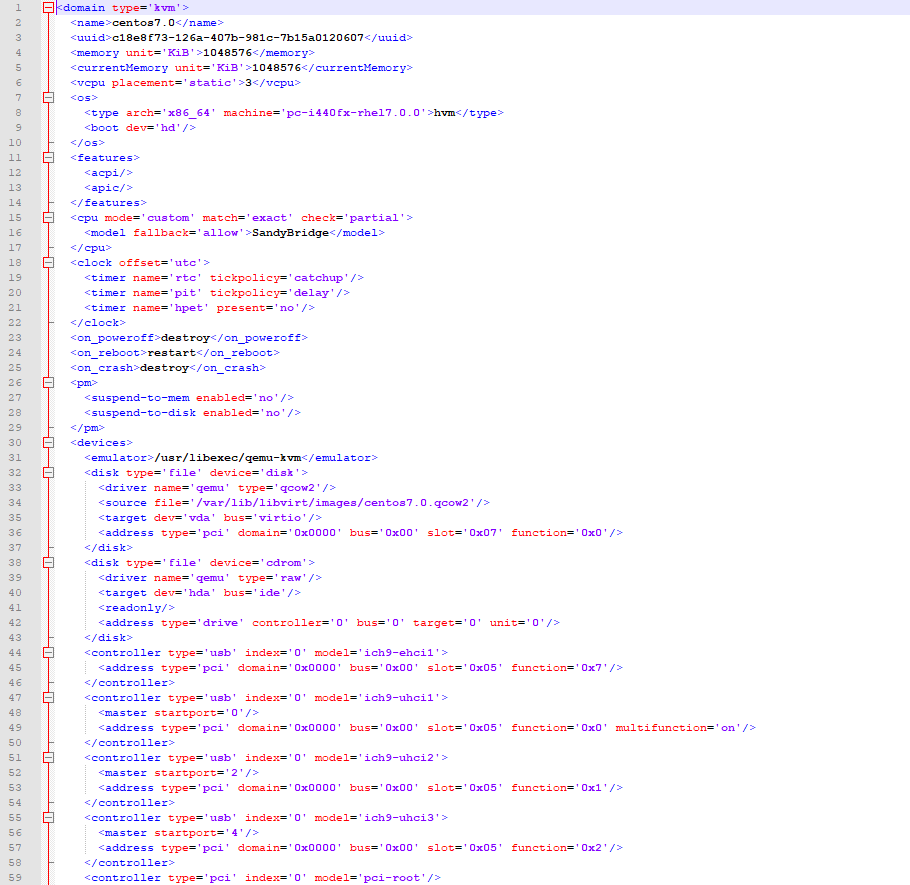 1 <domain type='kvm'>
2 <name>centos7.0</name>
3 <uuid>c18e8f73-126a-407b-981c-7b15a0120607</uuid>
4 <memory unit='KiB'>1048576</memory>
5 <currentMemory unit='KiB'>1048576</currentMemory>
6 <vcpu placement='static'>3</vcpu>
7 <os>
8 <type arch='x86_64' machine='pc-i440fx-rhel7.0.0'>hvm</type>
9 <boot dev='hd'/>
10 </os>
11 <features>
12 <acpi/>
13 <apic/>
14 </features>
15 <cpu mode='custom' match='exact' check='partial'>
16 <model fallback='allow'>SandyBridge</model>
17 </cpu>
18 <clock offset='utc'>
19 <timer name='rtc' tickpolicy='catchup'/>
20 <timer name='pit' tickpolicy='delay'/>
21 <timer name='hpet' present='no'/>
22 </clock>
23 <on_poweroff>destroy</on_poweroff>
24 <on_reboot>restart</on_reboot>
25 <on_crash>destroy</on_crash>
26 <pm>
27 <suspend-to-mem enabled='no'/>
28 <suspend-to-disk enabled='no'/>
29 </pm>
30 <devices>
31 <emulator>/usr/libexec/qemu-kvm</emulator>
32 <disk type='file' device='disk'>
33 <driver name='qemu' type='qcow2'/>
34 <source file='/var/lib/libvirt/images/centos7.0.qcow2'/>
35 <target dev='vda' bus='virtio'/>
36 <address type='pci' domain='0x0000' bus='0x00' slot='0x07' function='0x0'/>
37 </disk>
38 <disk type='file' device='cdrom'>
39 <driver name='qemu' type='raw'/>
40 <target dev='hda' bus='ide'/>
41 <readonly/>
42 <address type='drive' controller='0' bus='0' target='0' unit='0'/>
43 </disk>
44 <controller type='usb' index='0' model='ich9-ehci1'>
45 <address type='pci' domain='0x0000' bus='0x00' slot='0x05' function='0x7'/>
46 </controller>
47 <controller type='usb' index='0' model='ich9-uhci1'>
48 <master startport='0'/>
49 <address type='pci' domain='0x0000' bus='0x00' slot='0x05' function='0x0' multifunction='on'/>
50 </controller>
51 <controller type='usb' index='0' model='ich9-uhci2'>
52 <master startport='2'/>
53 <address type='pci' domain='0x0000' bus='0x00' slot='0x05' function='0x1'/>
54 </controller>
55 <controller type='usb' index='0' model='ich9-uhci3'>
56 <master startport='4'/>
57 <address type='pci' domain='0x0000' bus='0x00' slot='0x05' function='0x2'/>
58 </controller>
59 <controller type='pci' index='0' model='pci-root'/>